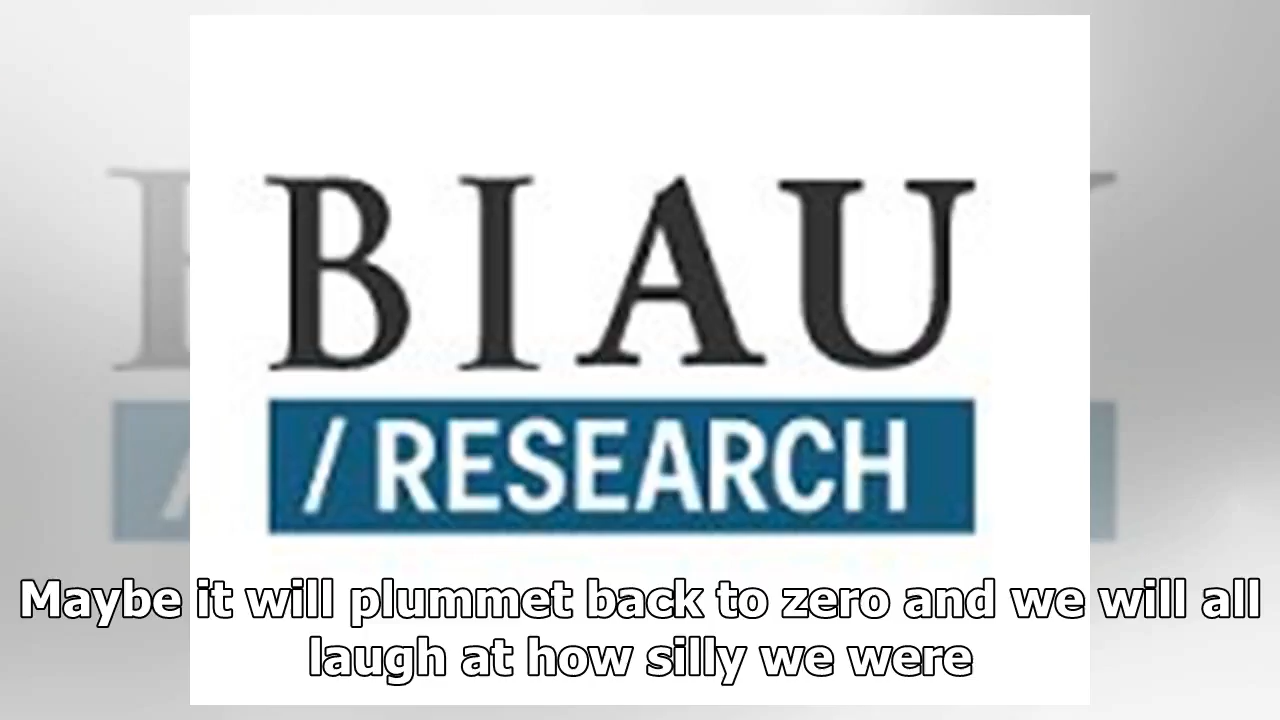 BIAU
/ RESEARCH
Maybe it will plummet back to zero and we will all
laugh at how silly we were